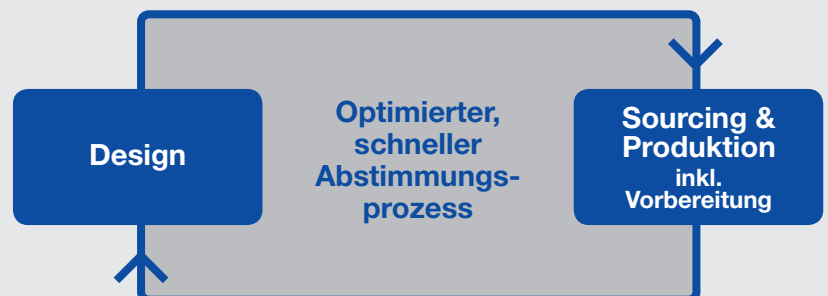 Design
Optimierter,
schneller
Abstimmungs-
prozess
Sourcing &
Produktion
inkl.
Vorbereitung